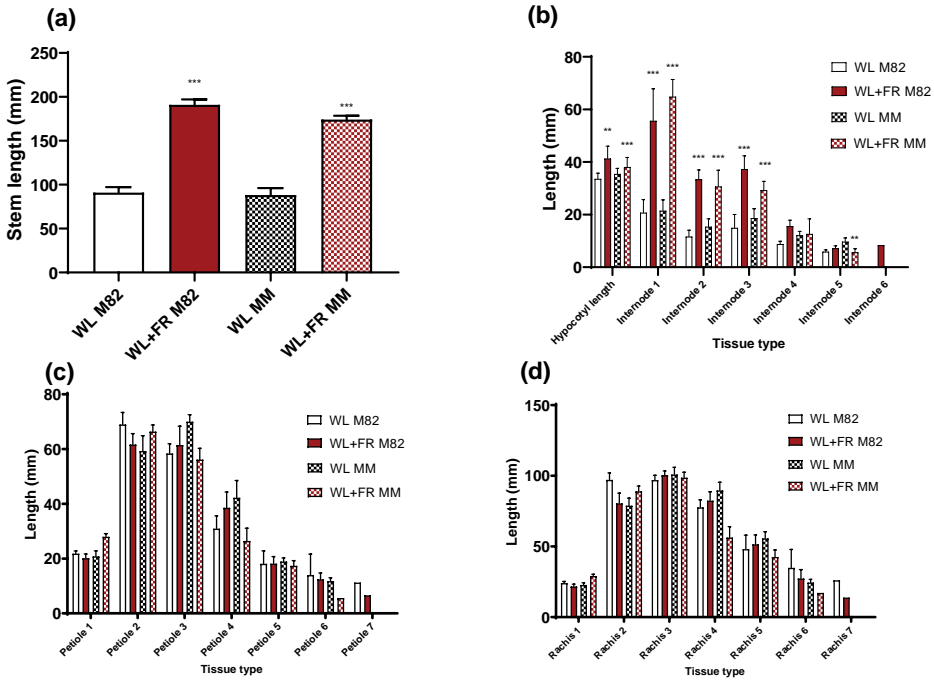 (a)
Stem length (mm)
250
200
150
100
50
0
***
***
WL M82
WL+FR M82
WL MM
WL+FR MM
(b)
Length (mm)
80
60
40
20
0
**
***
***
***
***
***
***
***
**
WL M82
WL+FR M82
WL MM
WL+FR MM
Hypocotyl length
Internode 1
Internode 2
Internode 3
Internode 4
Internode 5
Internode 6
Tissue type
(c)
Length (mm)
80
60
40
20
0
WL M82
WL+FR M82
WL MM
WL+FR MM
Petiole 1
Petiole 2
Petiole 3
Petiole 4
Petiole 5
Petiole 6
Petiole 7
Tissue type
(d)
Length (mm)
150
100
50
0
WL M82
WL+FR M82
WL MM
WL+FR MM
Rachis 1
Rachis 2
Rachis 3
Rachis 4
Rachis 5
Rachis 6
Rachis 7
Tissue type